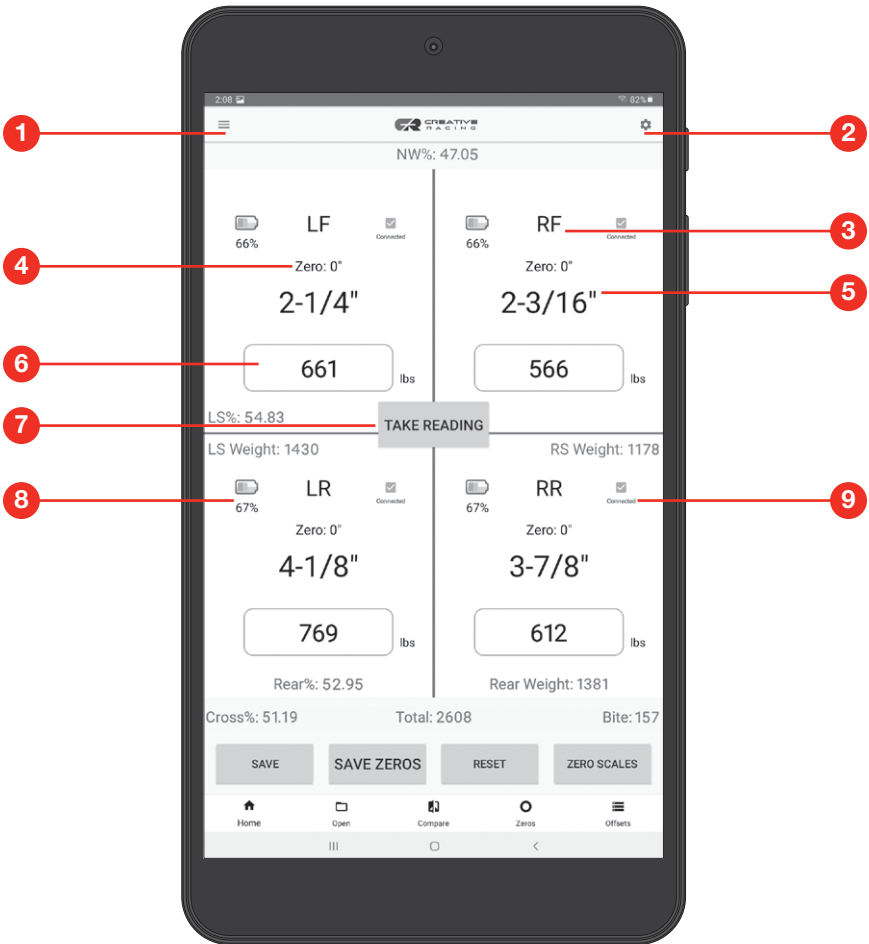 2:08 82%
CREATIVE
RACING
NW%: 47.05
1
2
66% LF Connected
66% RF Connected
3
4
Zero: 0"
Zero: 0"
2-1/4"
2-3/16"
5
6
661 lbs
566 lbs
LS%: 54.83
7
TAKE READING
LS Weight: 1430
RS Weight: 1178
8
67% LR Connected
67% RR Connected
9
Zero: 0"
Zero: 0"
4-1/8"
3-7/8"
769 lbs
612 lbs
Rear%: 52.95
Rear Weight: 1381
Cross%: 51.19
Total: 2608
Bite: 157
SAVE
SAVE ZEROS
RESET
ZERO SCALES
Home
Open
Compare
Zeros
Offsets